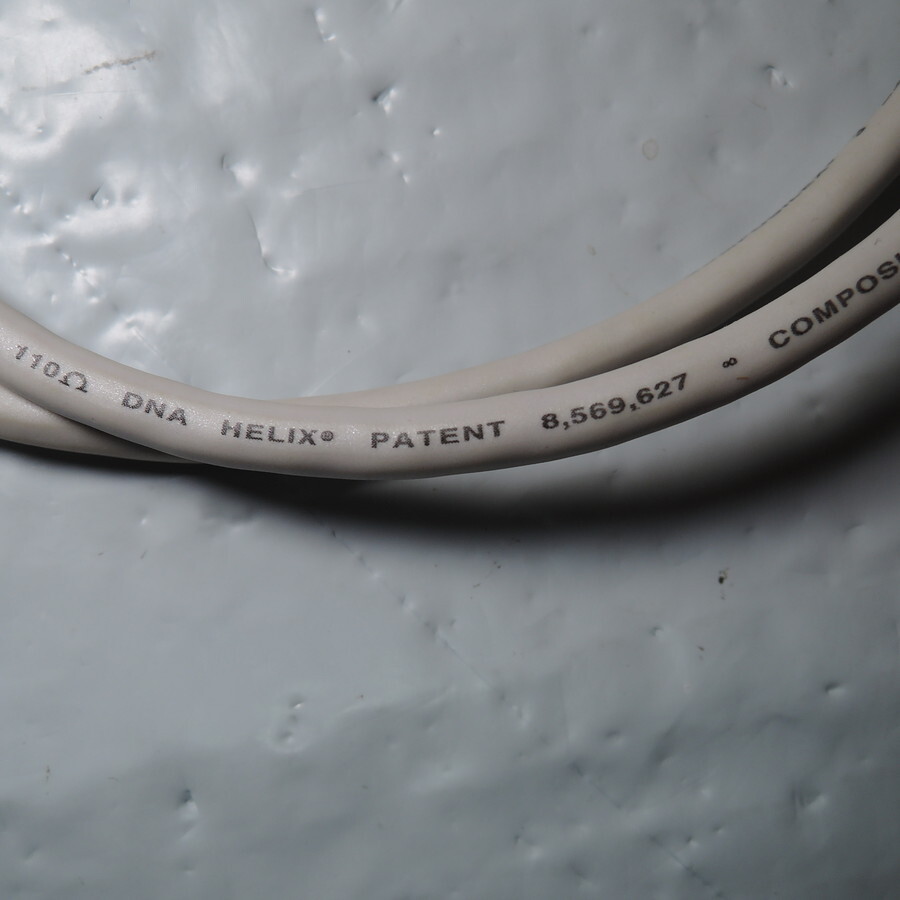 110Ω DNA HELIX® PATENT 8,569,627 ∞